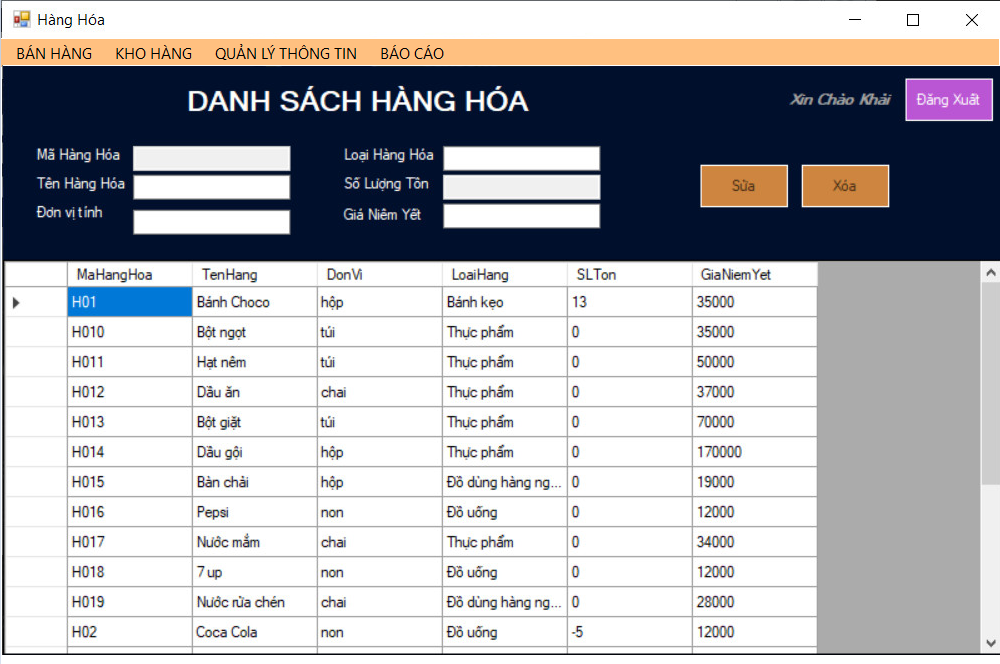 Hàng Hóa
BÁN HÀNG KHO HÀNG QUẢN LÝ THÔNG TIN BÁO CÁO
DANH SÁCH HÀNG HÓA
Xin Chào Khải
Đăng Xuất
Mã Hàng Hóa
Loại Hàng Hóa
Tên Hàng Hóa
Số Lượng Tồn
Đơn vị tính
Giá Niêm Yết
Sửa
Xóa
MaHangHoa TenHang DonVi LoaiHang SLTon GiaNiemYet
H01 Bánh Choco hộp Bánh kẹo 13 35000
H010 Bột ngọt túi Thực phẩm 0 35000
H011 Hạt nêm túi Thực phẩm 0 50000
H012 Dầu ăn chai Thực phẩm 0 37000
H013 Bột giặt túi Thực phẩm 0 70000
H014 Dầu gội hộp Thực phẩm 0 170000
H015 Bàn chải hộp Đồ dùng hàng ng... 0 19000
H016 Pepsi non Đồ uống 0 12000
H017 Nước mắm chai Thực phẩm 0 34000
H018 7 up non Đồ uống 0 12000
H019 Nước rửa chén chai Đồ dùng hàng ng... 0 28000
H02 Coca Cola non Đồ uống -5 12000